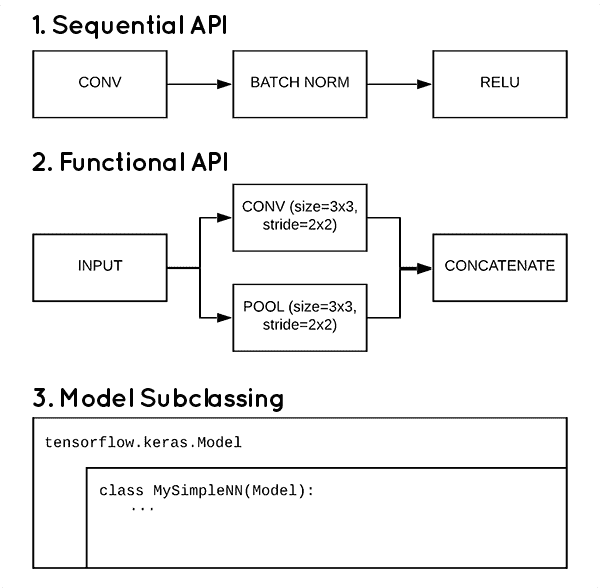 1. Sequential API
CONV
BATCH NORM
RELU
2. Functional API
INPUT
CONV (size=3x3,
stride=2x2)
POOL (size=3x3,
stride=2x2)
CONCATENATE
3. Model Subclassing
tensorflow.keras.Model
class MySimpleNN(Model):
...